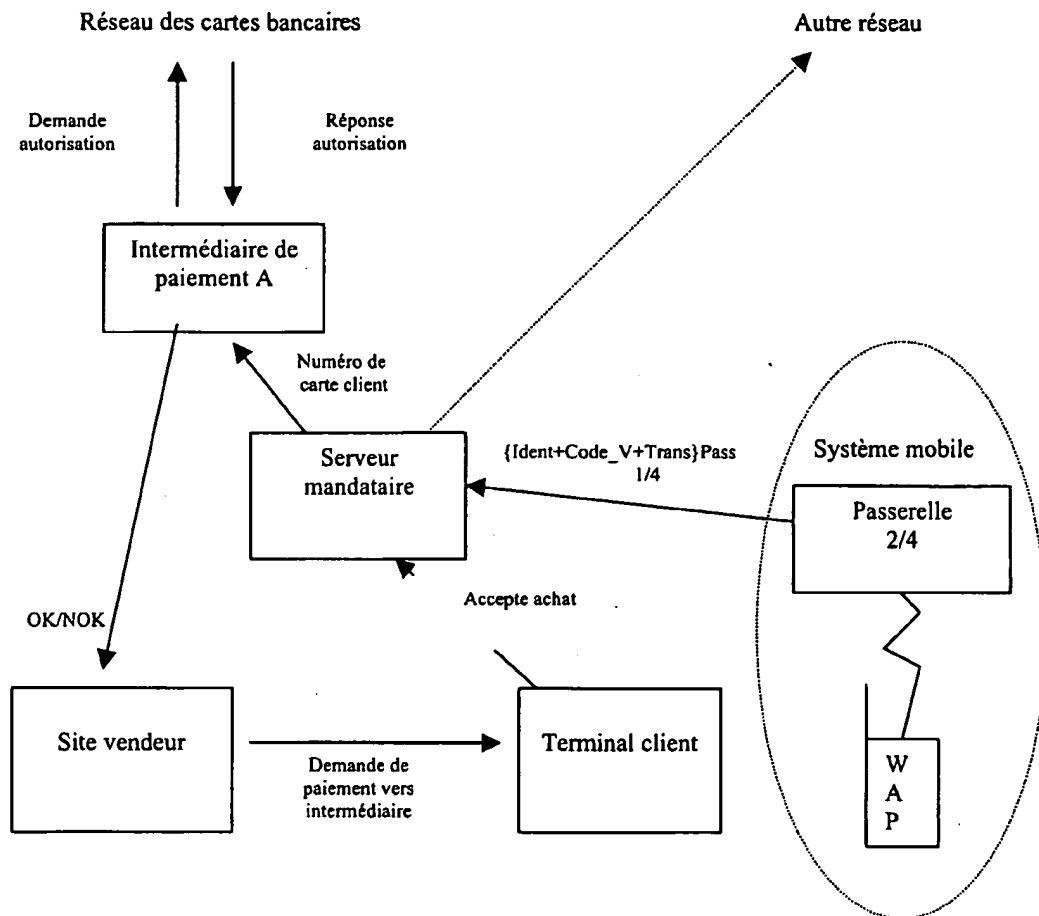 Réseau des cartes bancaires
Autre réseau
Demande
autorisation
Réponse
autorisation
Intermédiaire de
paiement A
Numéro de
carte client
Serveur
mandataire
{Ident+Code_V+Trans}Pass
1/4
Système mobile
Passerelle
2/4
Accepte achat
OK/NOK
Site vendeur
Demande de
paiement vers
intermédiaire
Terminal client
W
A
P